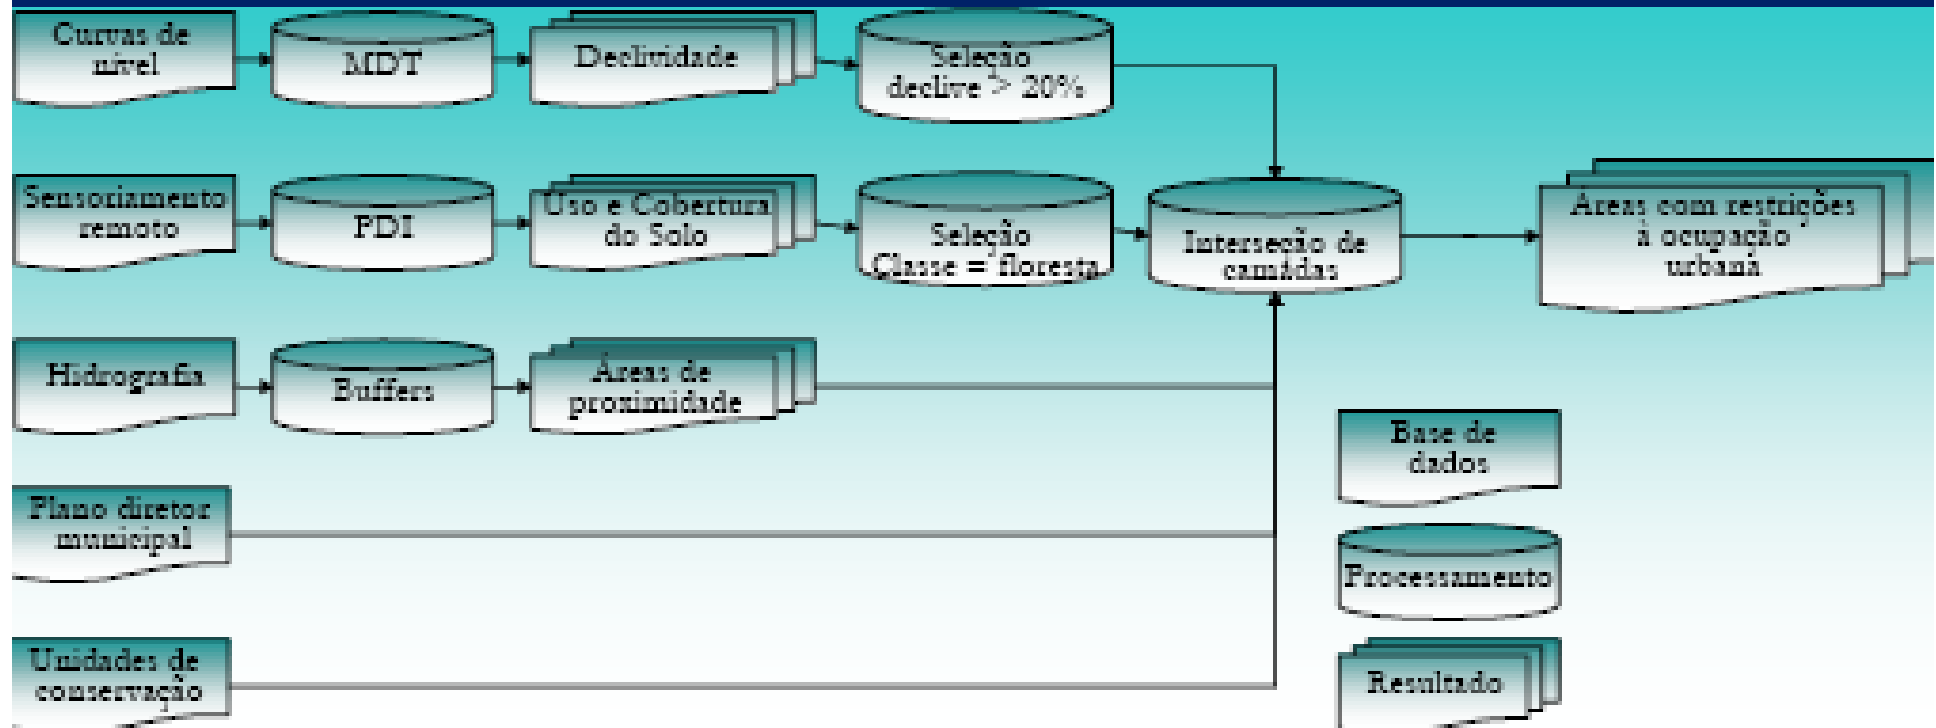 Curvas de
nível
MDT
Declividade
Seleção
declive > 20%
Sensoriamento
remoto
PDI
Uso e Cobertura
do Solo
Seleção
Classe = floresta
Interseção de
camadas
Áreas com restrições
à ocupação
urbana
Hidrografia
Buffers
Áreas de
proximidade
Plano diretor
municipal
Unidades de
conservação
Base de
dados
Processamento
Resultado